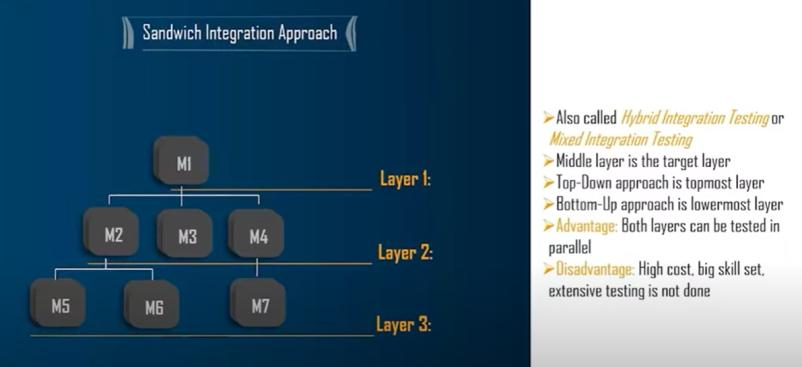 Sandwich Integration Approach
M1
Layer 1:
M2
M3
M4
Layer 2:
M5
M6
M7
Layer 3:
➢Also called Hybrid Integration Testing or
Mixed Integration Testing
➢Middle layer is the target layer
➢Top-Down approach is topmost layer
➢Bottom-Up approach is lowermost layer
➢Advantage: Both layers can be tested in
parallel
➢Disadvantage: High cost, big skill set,
extensive testing is not done